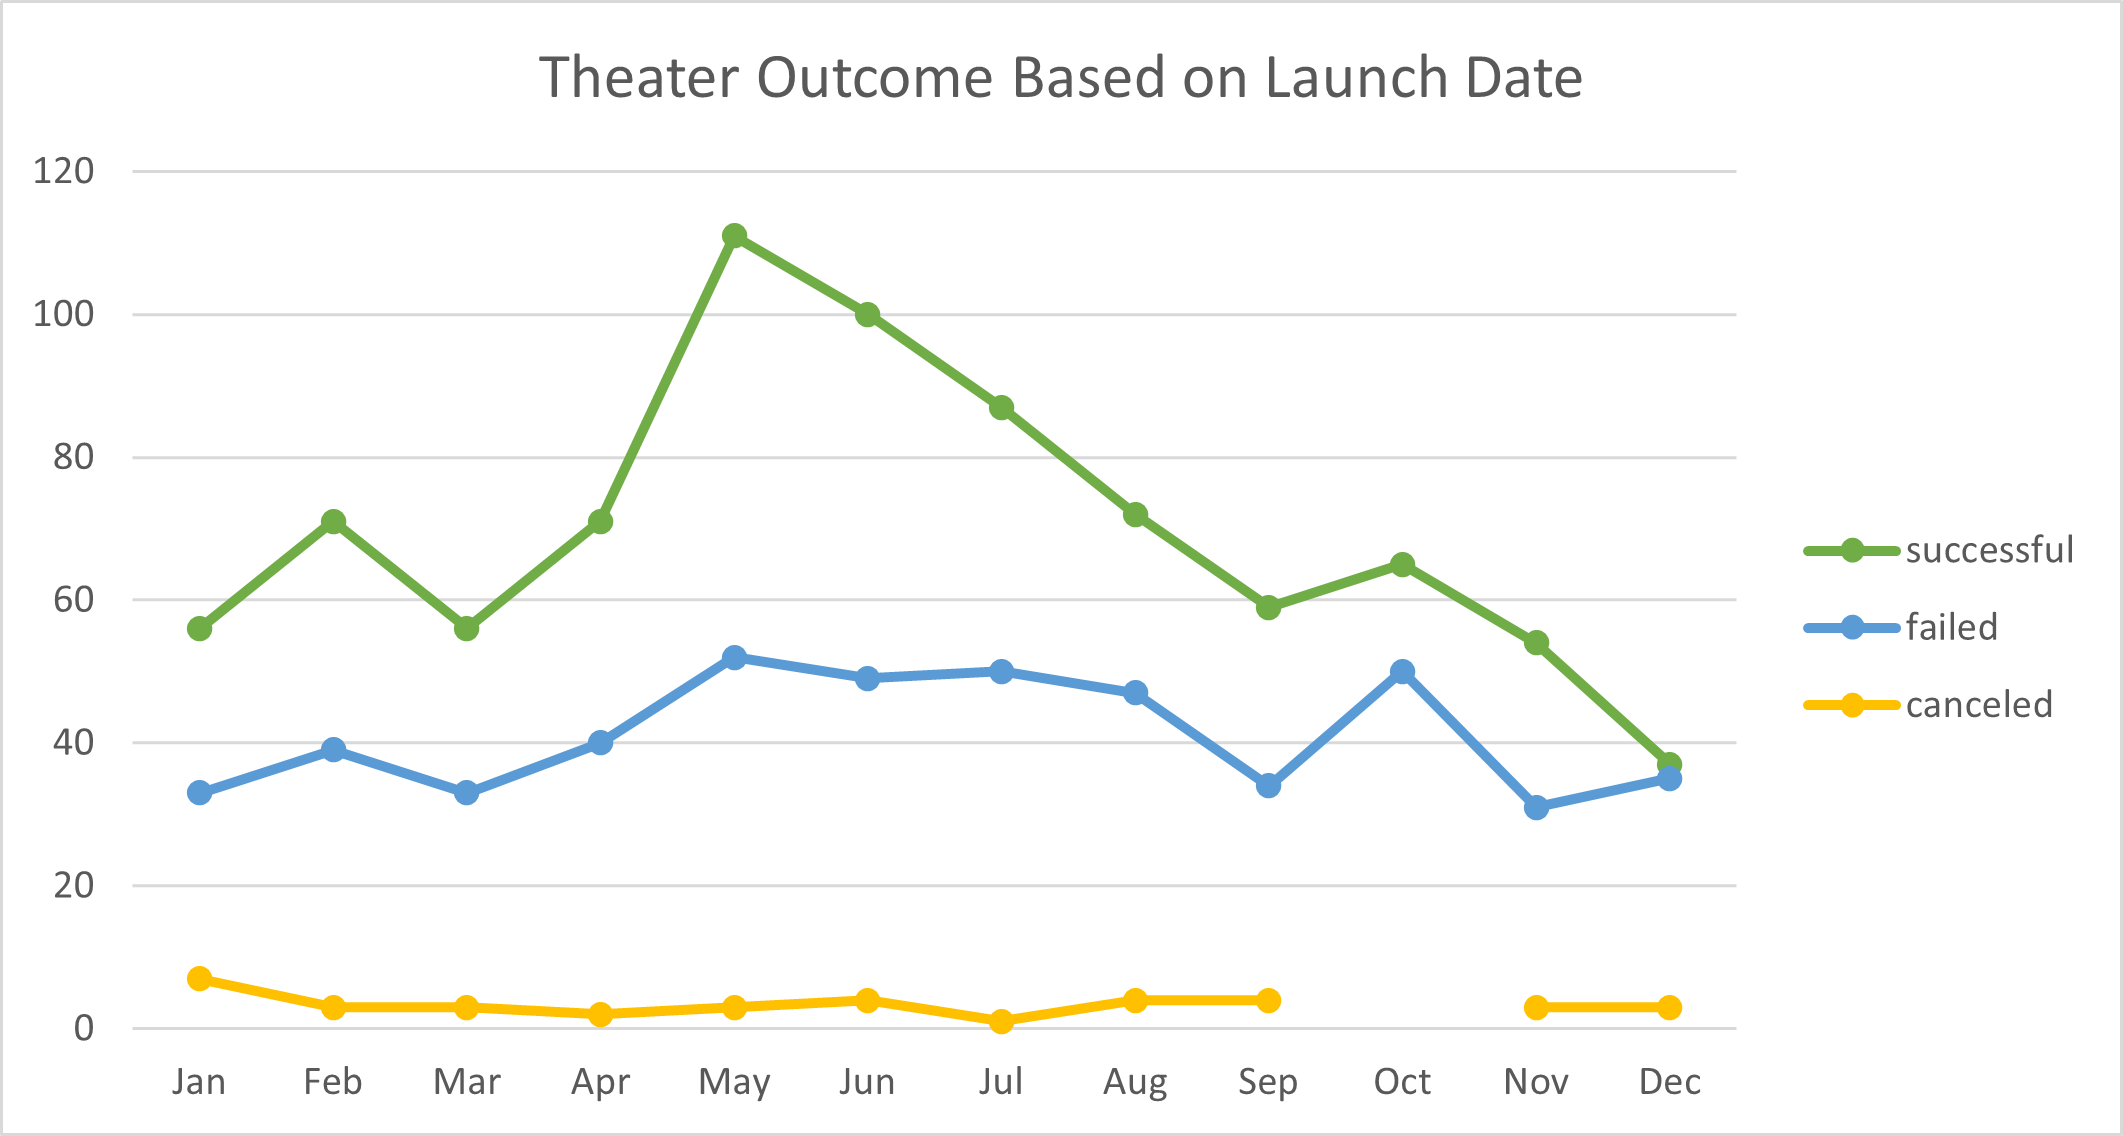 Theater Outcome Based on Launch Date
120
100
80
60
40
20
0
Jan Feb Mar Apr May Jun Jul Aug Sep Oct Nov Dec
successful
failed
canceled